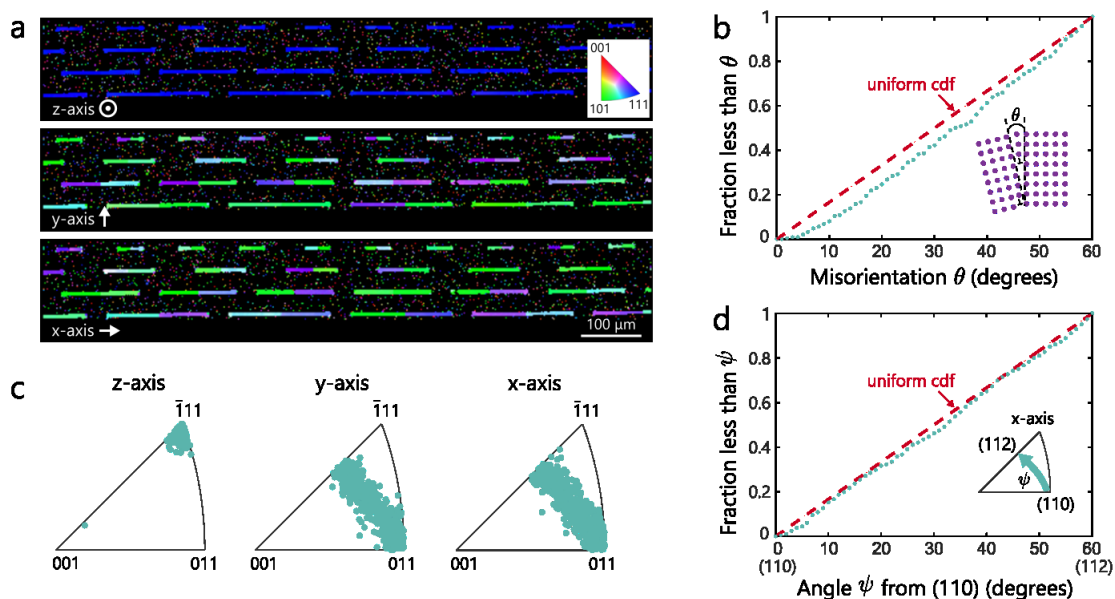 a
001
101
111
z-axis
y-axis
x-axis
100 μm
b
1
0.8
0.6
0.4
0.2
0
Fraction less than θ
uniform cdf
θ
0 10 20 30 40 50 60
Misorientation θ (degrees)
c
z-axis
1̄11
001
011
y-axis
1̄11
001
011
x-axis
1̄11
001
011
d
1
0.8
0.6
0.4
0.2
0
Fraction less than ψ
uniform cdf
x-axis
(112)
ψ
(110)
0 10 20 30 40 50 60
(110) (112)
Angle ψ from (110) (degrees)